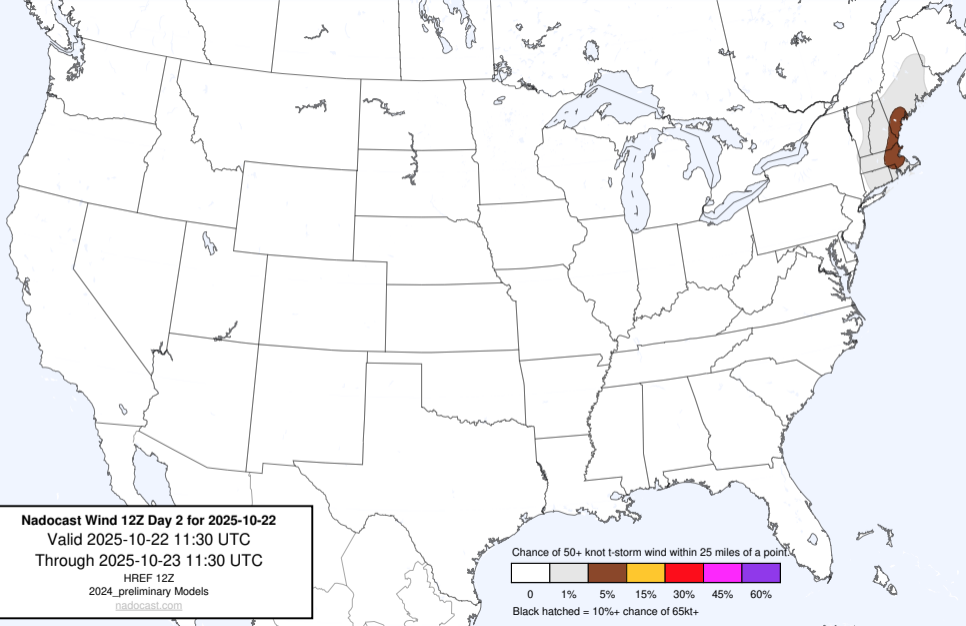 Nadocast Wind 12Z Day 2 for 2025-10-22
Valid 2025-10-22 11:30 UTC
Through 2025-10-23 11:30 UTC
HREF 12Z
2024_preliminary Models
nadocast.com
Chance of 50+ knot t-storm wind within 25 miles of a point.
0 1% 5% 15% 30% 45% 60%
Black hatched = 10%+ chance of 65kt+